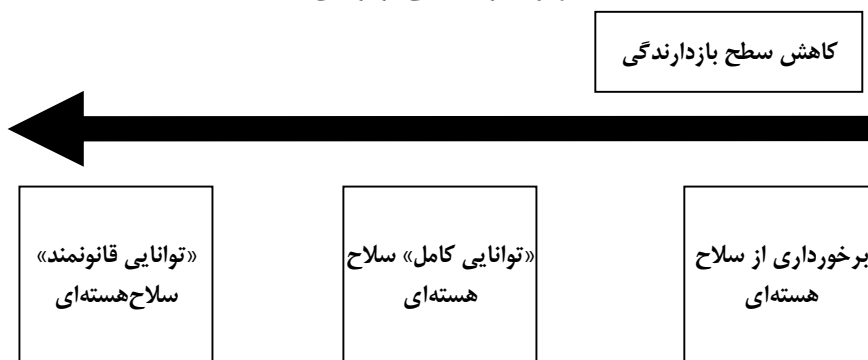 کاهش سطح بازدارندگی
برخورداری از سلاح
هسته‌ای
«توانایی کامل» سلاح
هسته‌ای
«توانایی قانونمند»
سلاح‌هسته‌ای